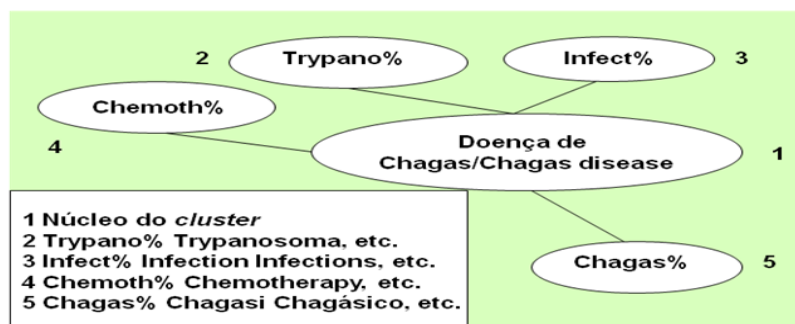 2
Trypano%
Infect%
3
Chemoth%
4
Doença de
Chagas/Chagas disease
1
1 Núcleo do cluster
2 Trypano% Trypanosoma, etc.
3 Infect% Infection Infections, etc.
4 Chemoth% Chemotherapy, etc.
5 Chagas% Chagasi Chagásico, etc.
Chagas%
5